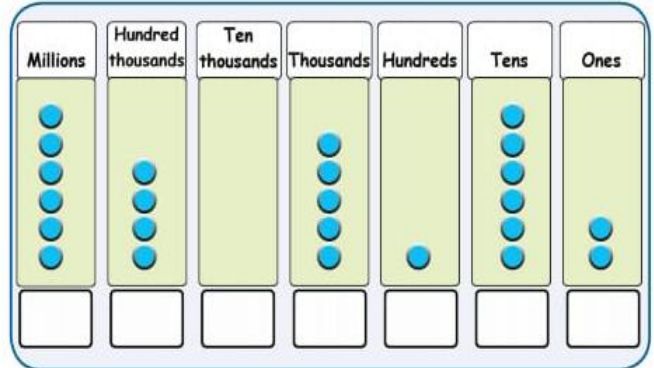 Millions
Hundred
thousands
Ten
thousands
Thousands
Hundreds
Tens
Ones